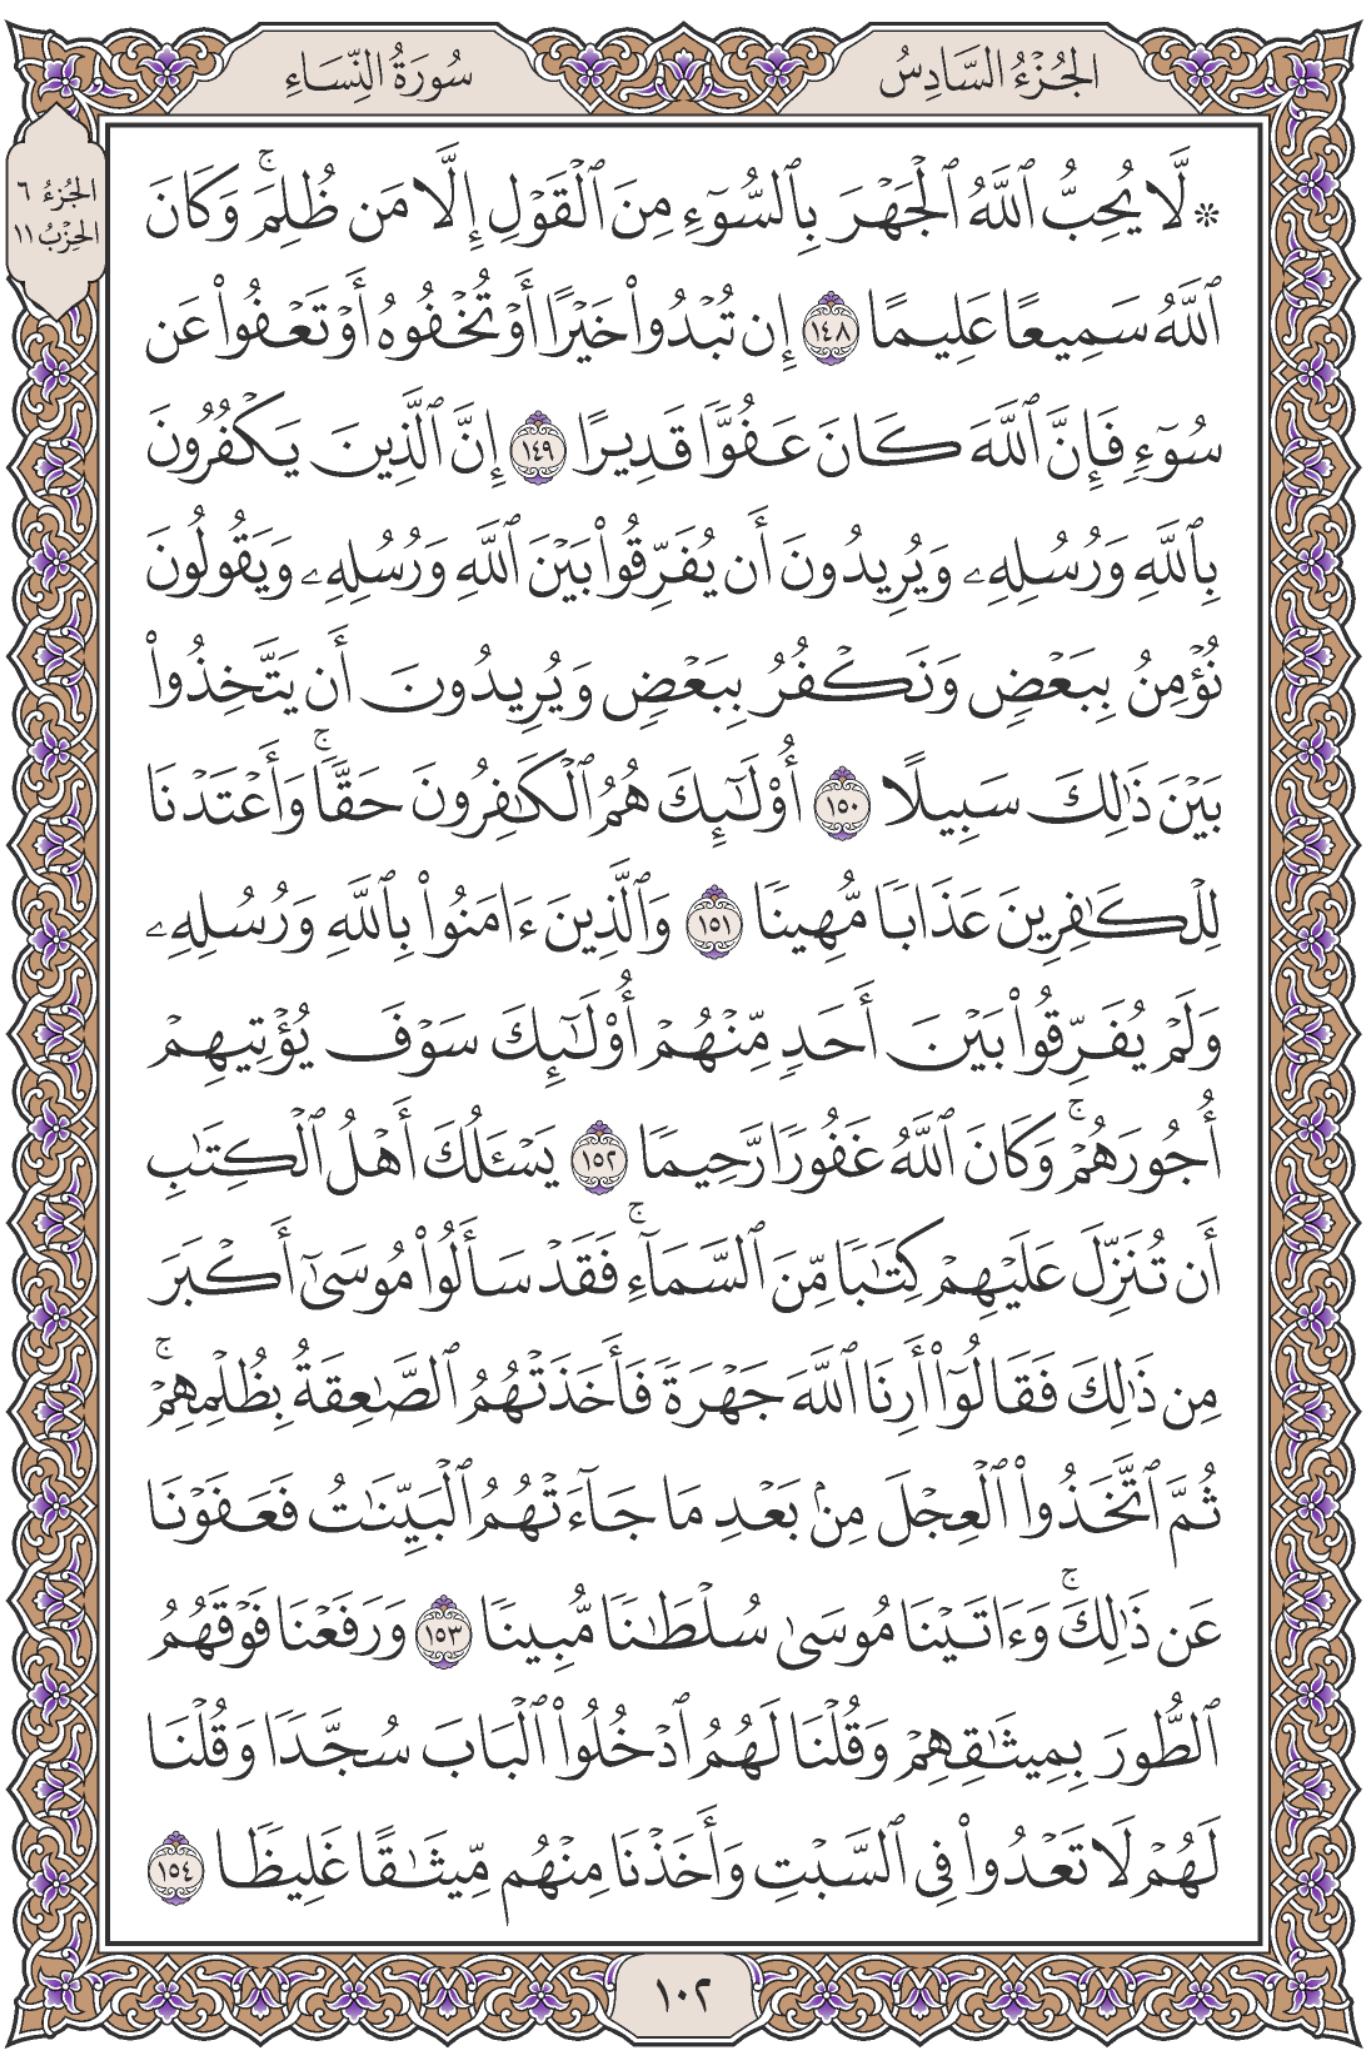 الجُزْءُ السَّادِسُ
سُورَةُ النِّسَاءِ
الجُزءُ ٦
الحِزْبُ ١١
۞ لَّا يُحِبُّ ٱللَّهُ ٱلْجَهْرَ بِٱلسُّوٓءِ مِنَ ٱلْقَوْلِ إِلَّا مَن ظُلِمَۚ وَكَانَ
ٱللَّهُ سَمِيعًا عَلِيمًا ١٤٨ إِن تُبْدُوا۟ خَيْرًا أَوْ تُخْفُوهُ أَوْ تَعْفُوا۟ عَن
سُوٓءٍ فَإِنَّ ٱللَّهَ كَانَ عَفُوًّا قَدِيرًا ١٤٩ إِنَّ ٱلَّذِينَ يَكْفُرُونَ
بِٱللَّهِ وَرُسُلِهِۦ وَيُرِيدُونَ أَن يُفَرِّقُوا۟ بَيْنَ ٱللَّهِ وَرُسُلِهِۦ وَيَقُولُونَ
نُؤْمِنُ بِبَعْضٍ وَنَكْفُرُ بِبَعْضٍ وَيُرِيدُونَ أَن يَتَّخِذُوا۟
بَيْنَ ذَٰلِكَ سَبِيلًا ١٥٠ أُو۟لَـٰٓئِكَ هُمُ ٱلْكَـٰفِرُونَ حَقًّاۚ وَأَعْتَدْنَا
لِلْكَـٰفِرِينَ عَذَابًا مُّهِينًا ١٥١ وَٱلَّذِينَ ءَامَنُوا۟ بِٱللَّهِ وَرُسُلِهِۦ
وَلَمْ يُفَرِّقُوا۟ بَيْنَ أَحَدٍ مِّنْهُمْ أُو۟لَـٰٓئِكَ سَوْفَ يُؤْتِيهِمْ
أُجُورَهُمْۚ وَكَانَ ٱللَّهُ غَفُورًا رَّحِيمًا ١٥٢ يَسْـَٔلُكَ أَهْلُ ٱلْكِتَـٰبِ
أَن تُنَزِّلَ عَلَيْهِمْ كِتَـٰبًا مِّنَ ٱلسَّمَآءِۚ فَقَدْ سَأَلُوا۟ مُوسَىٰٓ أَكْبَرَ
مِن ذَٰلِكَ فَقَالُوٓا۟ أَرِنَا ٱللَّهَ جَهْرَةً فَأَخَذَتْهُمُ ٱلصَّـٰعِقَةُ بِظُلْمِهِمْۚ
ثُمَّ ٱتَّخَذُوا۟ ٱلْعِجْلَ مِنۢ بَعْدِ مَا جَآءَتْهُمُ ٱلْبَيِّنَـٰتُ فَعَفَوْنَا
عَن ذَٰلِكَۚ وَءَاتَيْنَا مُوسَىٰ سُلْطَـٰنًا مُّبِينًا ١٥٣ وَرَفَعْنَا فَوْقَهُمُ
ٱلطُّورَ بِمِيثَـٰقِهِمْ وَقُلْنَا لَهُمُ ٱدْخُلُوا۟ ٱلْبَابَ سُجَّدًا وَقُلْنَا
لَهُمْ لَا تَعْدُوا۟ فِى ٱلسَّبْتِ وَأَخَذْنَا مِنْهُم مِّيثَـٰقًا غَلِيظًا ١٥٤
١٠٢